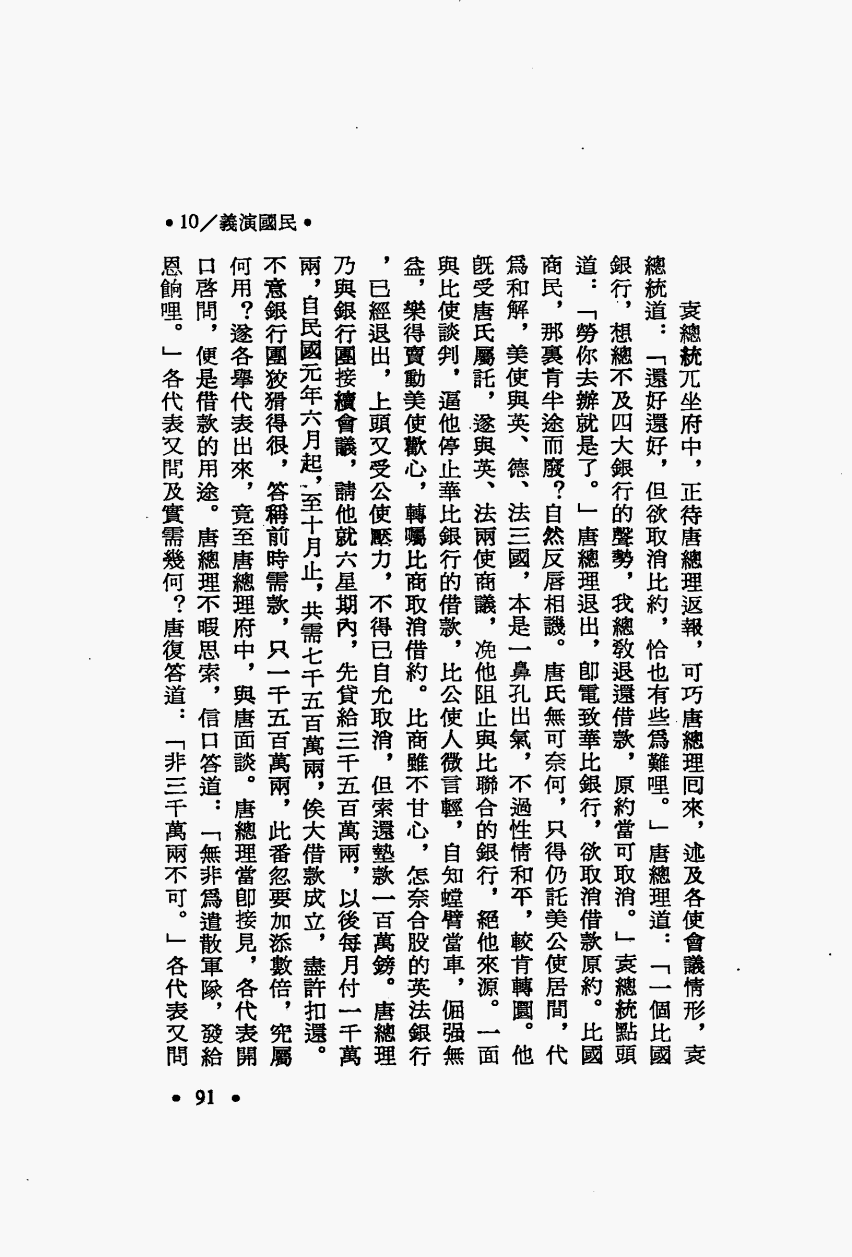 •10／義演國民•
袁總統兀坐府中，正待唐總理返報，可巧唐總理囘來，述及各使會議情形，袁
總統道：「還好還好，但欲取消比約，恰也有些爲難哩。」唐總理道：「一個比國
銀行，想總不及四大銀行的聲勢，我總敎退還借款，原約當可取消。」袁總統點頭
道：「勞你去辦就是了。」唐總理退出，卽電致華比銀行，欲取消借款原約。比國
商民，那裏肯半途而廢？自然反唇相譏。唐氏無可奈何，只得仍託美公使居間，代
爲和解，美使與英、德、法三國，本是一鼻孔出氣，不過性情和平，較肯轉圜。他
旣受唐氏屬託，遂與英、法兩使商議，浼他阻止與比聯合的銀行，絕他來源。一面
與比使談判，逼他停止華比銀行的借款，比公使人微言輕，自知螳臂當車，倔强無
益，樂得賣動美使歡心，轉囑比商取消借約。比商雖不甘心，怎奈合股的英法銀行
，已經退出，上頭又受公使壓力，不得已自允取消，但索還墊款一百萬鎊。唐總理
乃與銀行團接續會議，請他就六星期內，先貸給三千五百萬兩，以後每月付一千萬
兩，自民國元年六月起，至十月止，共需七千五百萬兩，俟大借款成立，盡許扣還。
不意銀行團狡猾得很，答稱前時需款，只一千五百萬兩，此番忽要加添數倍，究屬
何用？遂各舉代表出來，竟至唐總理府中，與唐面談。唐總理當卽接見，各代表開
口啓問，便是借款的用途。唐總理不暇思索，信口答道：「無非爲遣散軍隊，發給
恩餉哩。」各代表又問及實需幾何？唐復答道：「非三千萬兩不可。」各代表又問
• 91 •